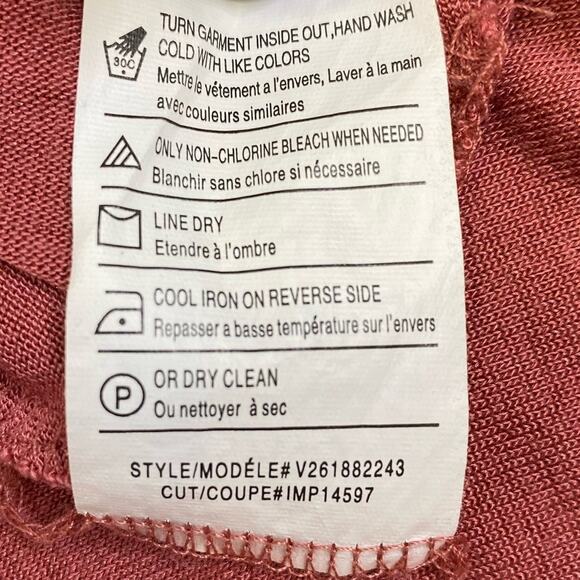 TURN GARMENT INSIDE OUT,HAND WASH
COLD WITH LIKE COLORS
Mettre le vêtement a l'envers, Laver à la main
avec couleurs similaires
30C
ONLY NON-CHLORINE BLEACH WHEN NEEDED
Blanchir sans chlore si nécessaire
LINE DRY
Etendre à l'ombre
COOL IRON ON REVERSE SIDE
Repasser a basse température sur l'envers
P
OR DRY CLEAN
Ou nettoyer à sec
STYLE/MODÉLE# V261882243
CUT/COUPE#IMP14597